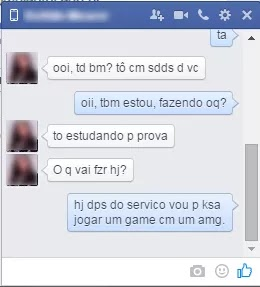 ta
ooi, td bm? tô cm sdds d vc
oii, tbm estou, fazendo oq?
to estudando p prova
O q vai fzr hj?
hj dps do servico vou p ksa
jogar um game cm um amg.